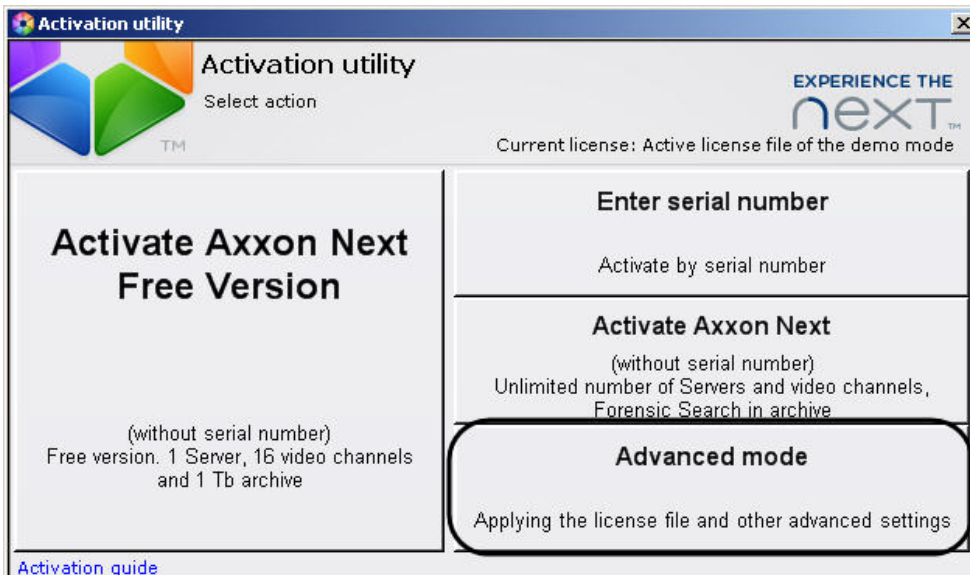 Activation utility
Activation utility
Select action
EXPERIENCE THE
next™
TM
Current license: Active license file of the demo mode
Activate Axxon Next
Free Version
(without serial number)
Free version. 1 Server, 16 video channels
and 1 Tb archive
Enter serial number
Activate by serial number
Activate Axxon Next
(without serial number)
Unlimited number of Servers and video channels,
Forensic Search in archive
Advanced mode
Applying the license file and other advanced settings
Activation guide